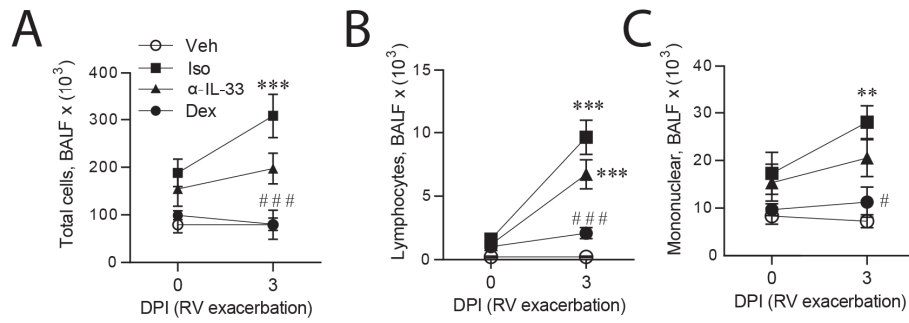 A
Veh
Iso
α-IL-33
Dex
Total cells, BALF x (10³)
400
300
200
100
0
***
###
0 3
DPI (RV exacerbation)
B
Lymphocytes, BALF x (10³)
15
10
5
0
***
***
###
0 3
DPI (RV exacerbation)
C
Mononuclear, BALF x (10³)
40
30
20
10
0
**
#
0 3
DPI (RV exacerbation)